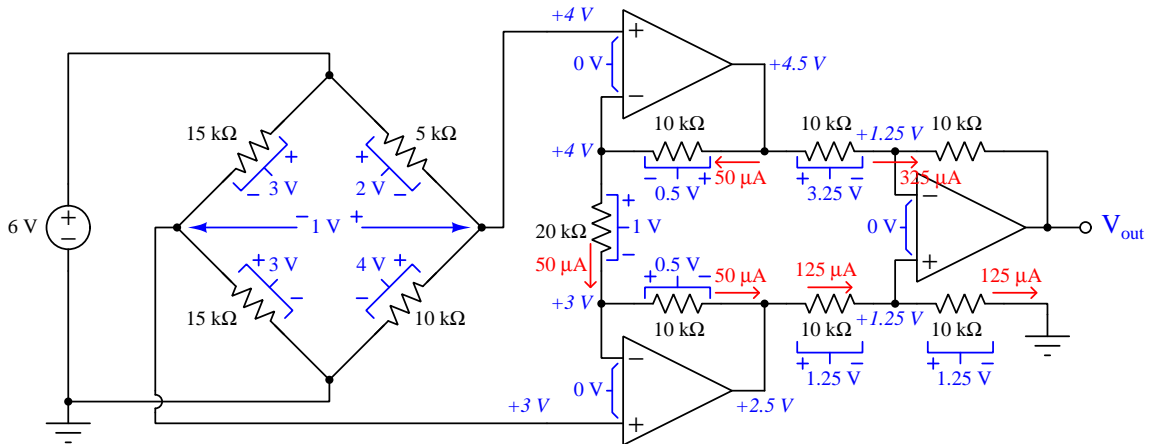 +4 V
0 V
+
−
+4.5 V
15 kΩ
5 kΩ
10 kΩ
10 kΩ
+1.25 V
10 kΩ
+4 V
− 0.5 V +
50 µA
+ 3.25 V −
325 µA
+
− 3 V
+
2 V −
6 V
+
−
− 1 V +
20 kΩ
+
1 V
−
0 V
−
+
Vout
+ 3 V
−
4 V +
−
50 µA
+ 0.5 V −
50 µA
125 µA
125 µA
15 kΩ
10 kΩ
+3 V
10 kΩ
10 kΩ
+1.25 V
10 kΩ
+ 1.25 V −
+ 1.25 V −
0 V
−
+
+3 V
+2.5 V